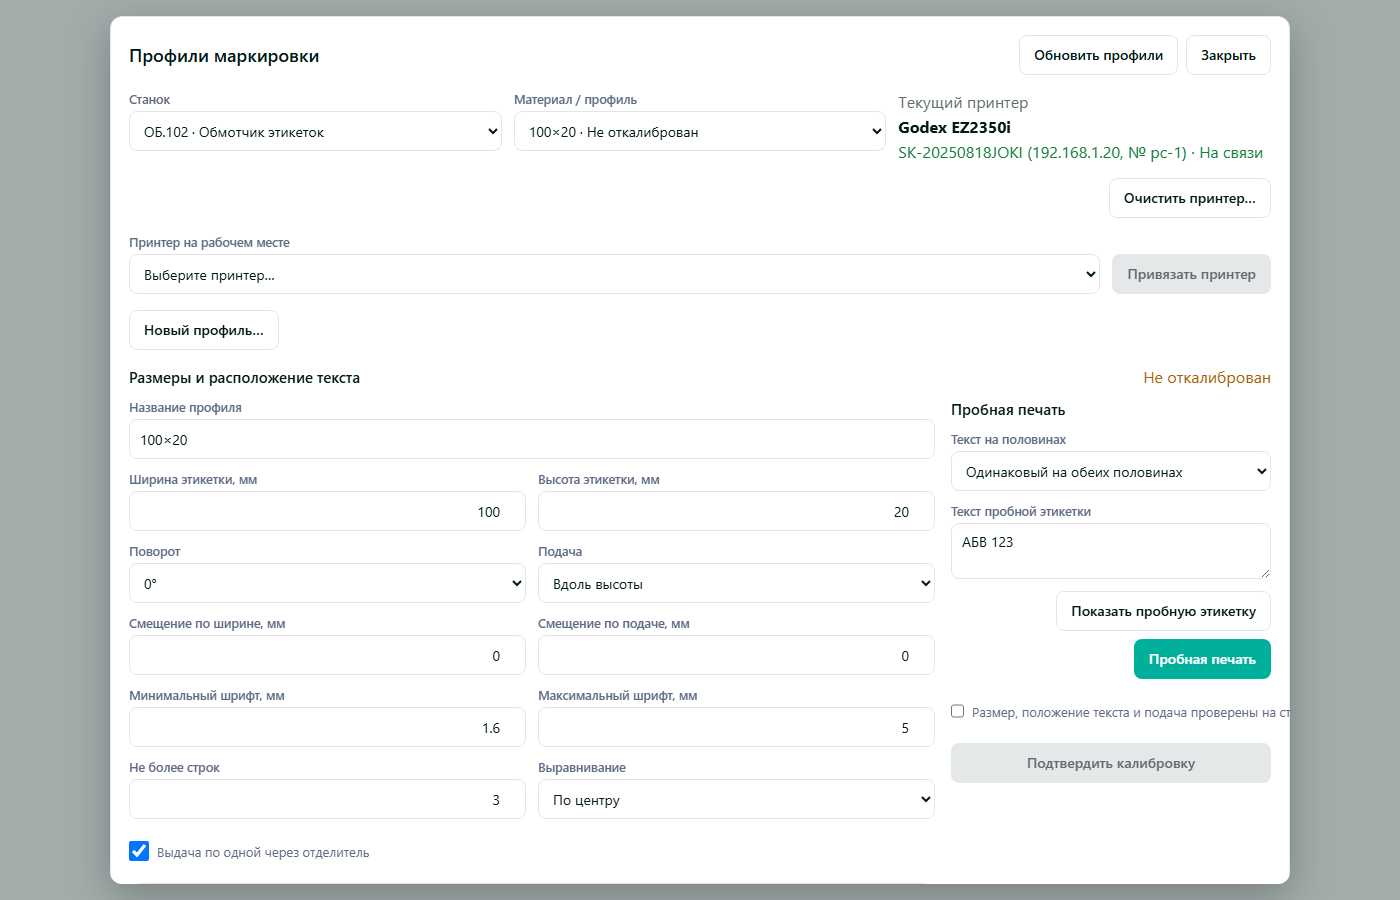 Профили маркировки
Обновить профили
Закрыть
Станок
ОБ.102 · Обмотчик этикеток
Материал / профиль
100×20 · Не откалиброван
Текущий принтер
Godex EZ2350i
SK-20250818JOKI (192.168.1.20, № pc-1) · На связи
Очистить принтер...
Принтер на рабочем месте
Выберите принтер...
Привязать принтер
Новый профиль...
Размеры и расположение текста
Не откалиброван
Название профиля
100×20
Ширина этикетки, мм
100
Высота этикетки, мм
20
Поворот
0°
Подача
Вдоль высоты
Смещение по ширине, мм
0
Смещение по подаче, мм
0
Минимальный шрифт, мм
1.6
Максимальный шрифт, мм
5
Не более строк
3
Выравнивание
По центру
Выдача по одной через отделитель
Пробная печать
Текст на половинах
Одинаковый на обеих половинах
Текст пробной этикетки
АБВ 123
Показать пробную этикетку
Пробная печать
Размер, положение текста и подача проверены на ст
Подтвердить калибровку